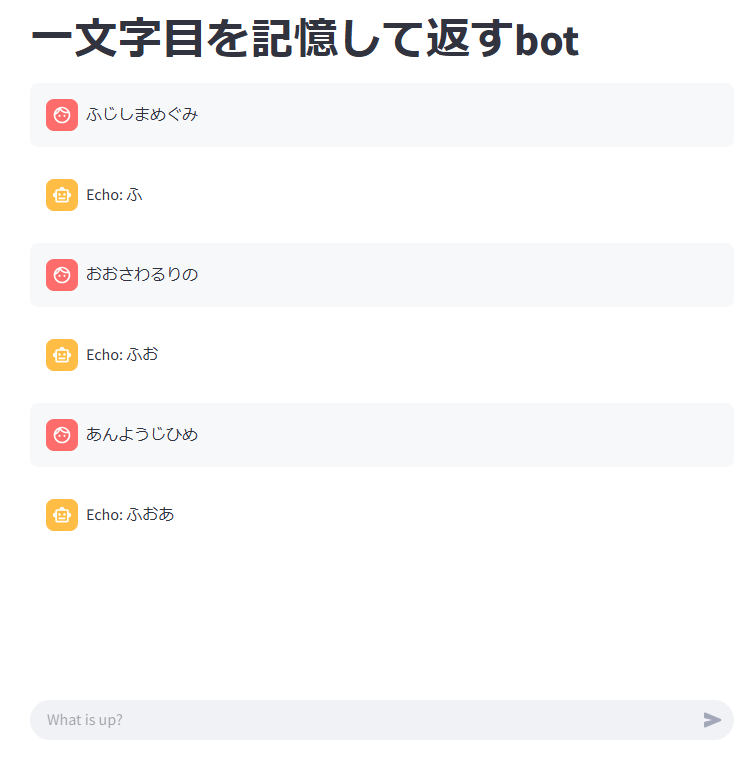 一文字目を記憶して返すbot
ふじしまめぐみ
Echo: ふ
おおさわるりの
Echo: ふお
あんようじひめ
Echo: ふおあ
What is up?